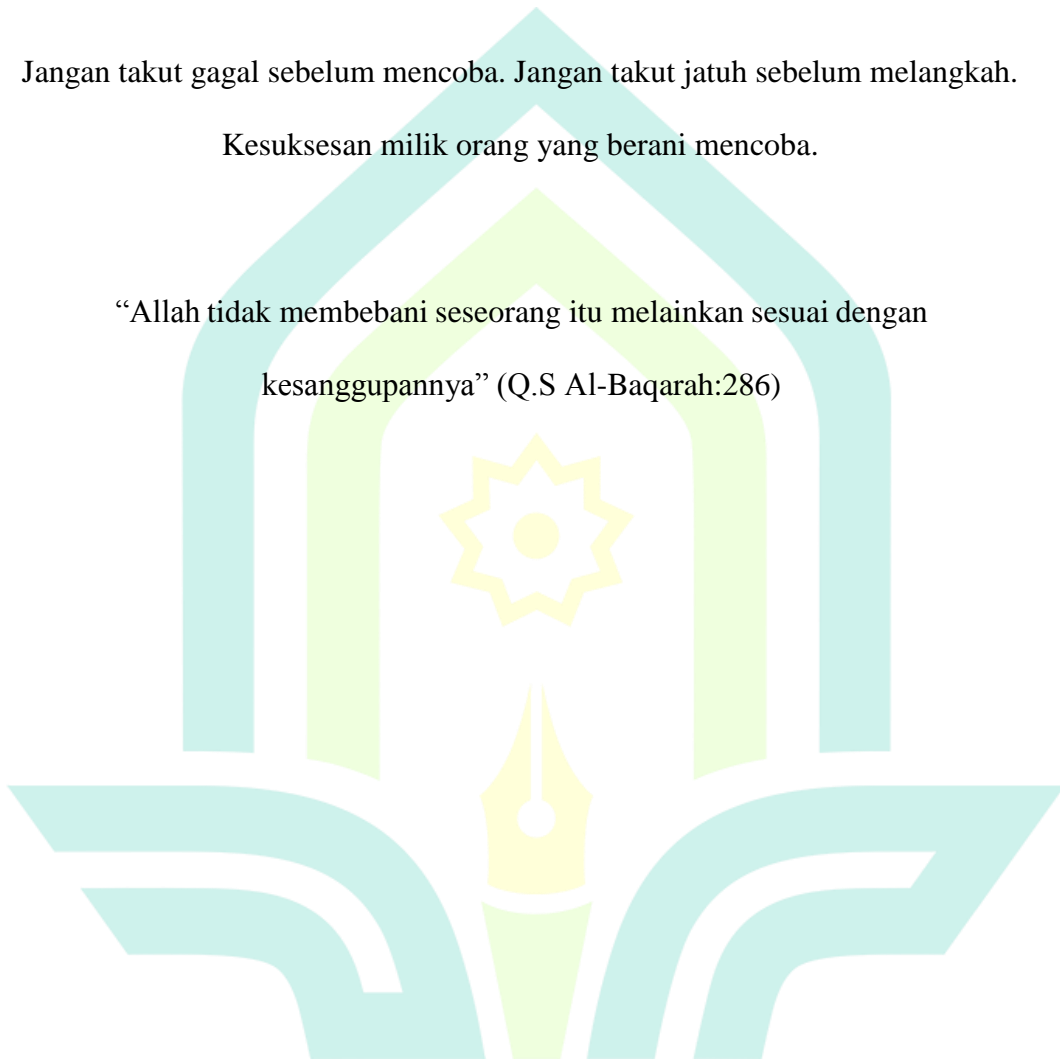 Jangan takut gagal sebelum mencoba. Jangan takut jatuh sebelum melangkah.
Kesuksesan milik orang yang berani mencoba.
“Allah tidak membebani seseorang itu melainkan sesuai dengan
kesanggupannya” (Q.S Al-Baqarah:286)